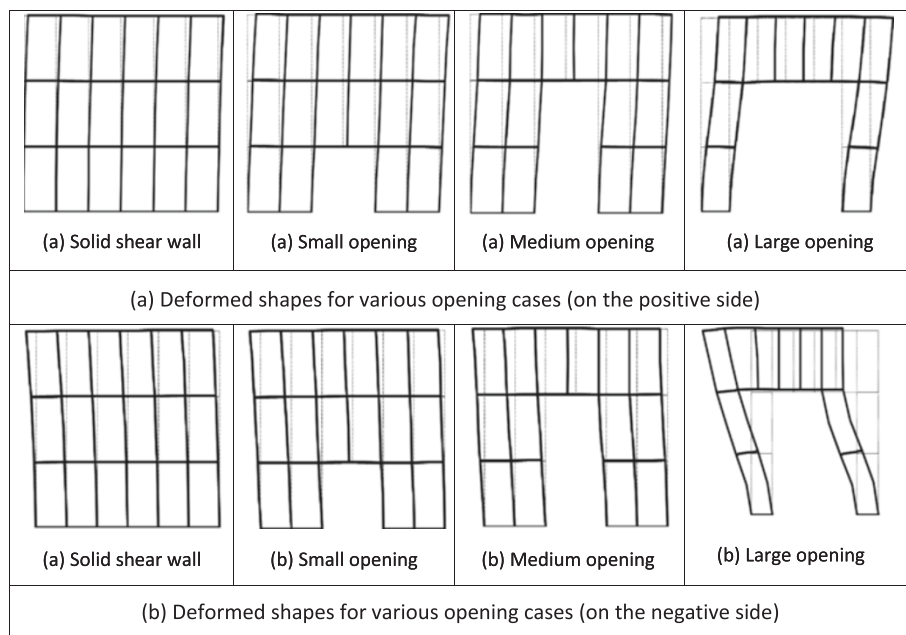 (a) Solid shear wall
(a) Small opening
(a) Medium opening
(a) Large opening
(a) Deformed shapes for various opening cases (on the positive side)
(a) Solid shear wall
(b) Small opening
(b) Medium opening
(b) Large opening
(b) Deformed shapes for various opening cases (on the negative side)